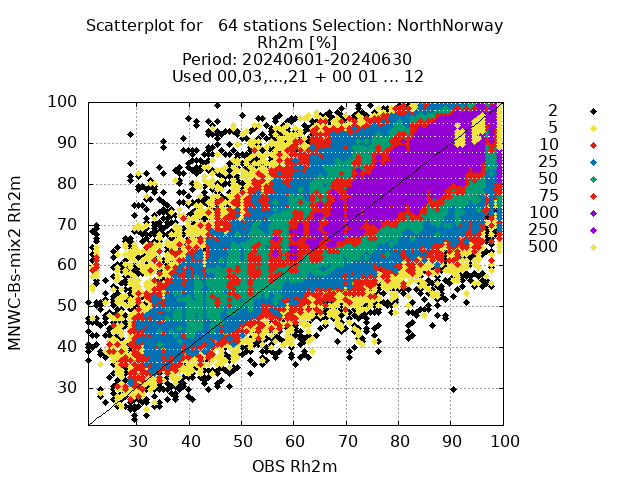 Scatterplot for   64 stations Selection: NorthNorway
Rh2m [%]
Period: 20240601-20240630
Used 00,03,...,21 + 00 01 ... 12
100
90
80
70
60
50
40
30
MNWC-Bs-mix2 Rh2m
30 40 50 60 70 80 90 100
OBS Rh2m
2
5
10
25
50
75
100
250
500